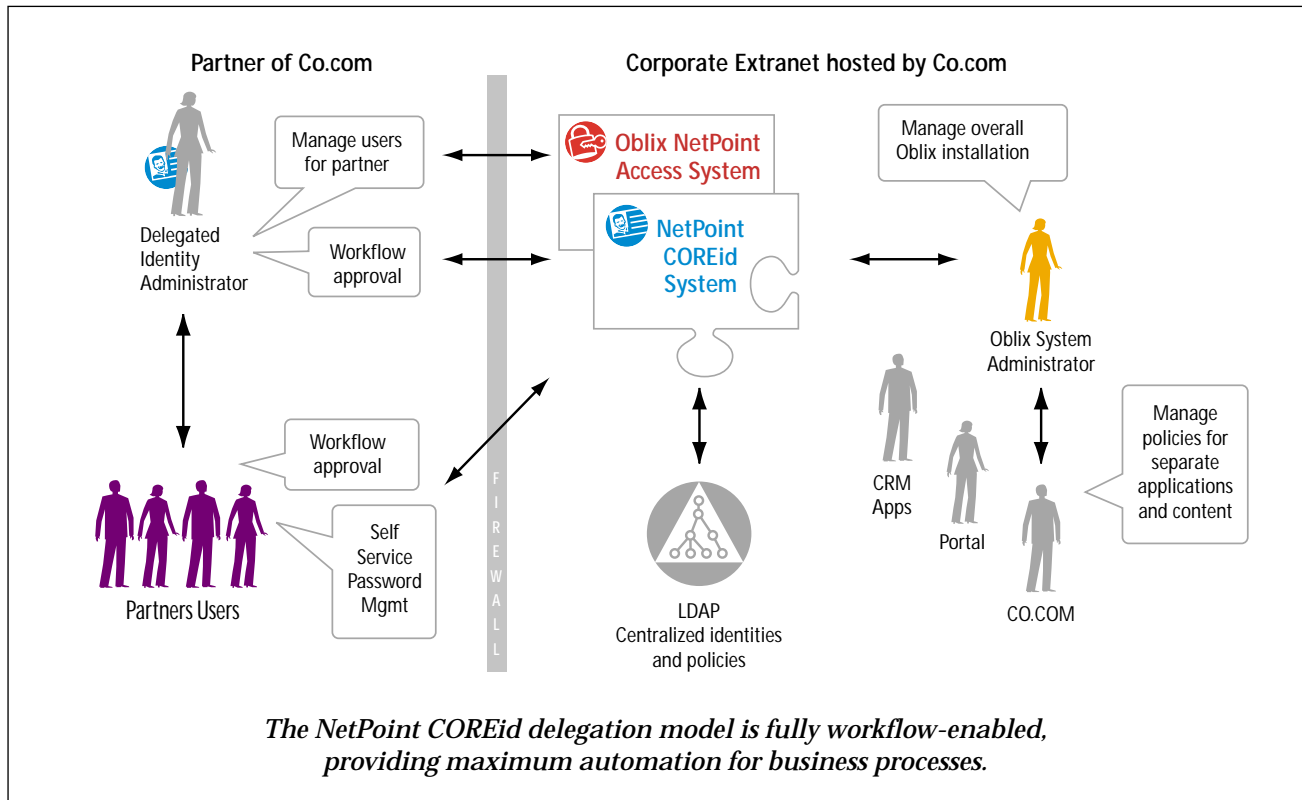 Partner of Co.com
Corporate Extranet hosted by Co.com
Manage users
for partner
Delegated
Identity
Administrator
Workflow
approval
Workflow
approval
Self
Service
Password
Mgmt
Partners Users
FIREWALL
Oblix NetPoint
Access System
NetPoint
COREid
System
LDAP
Centralized identities
and policies
Manage overall
Oblix installation
Oblix System
Administrator
CRM
Apps
Portal
CO.COM
Manage
policies for
separate
applications
and content
The NetPoint COREid delegation model is fully workflow-enabled,
providing maximum automation for business processes.